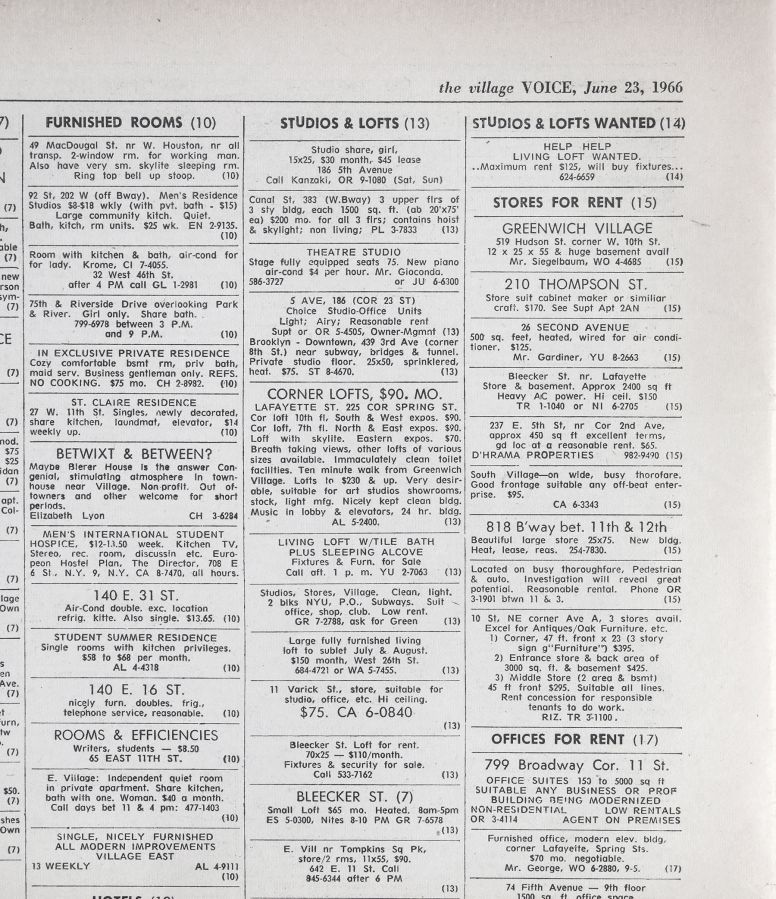 the village VOICE, June 23, 1966
7)
N
(7)
h,
able
(7)
new
rson
sym-
(7)
CE
(7)
(7)
nod.
$75
$25
idan
(7)
apt.
Col-
(7)
(7)
lage
Own
(7)
s
en
Ave.
(7)
et
urn,
tw
(7)
$50.
(7)
shes
Own
(7)
FURNISHED ROOMS (10)
49 MacDougal St. nr W. Houston, nr all
transp. 2-window rm. for working man.
Also have very sm. skylite sleeping rm.
Ring top bell up stoop. (10)
92 St, 202 W (off Bway). Men's Residence
Studios $8-$18 wkly (with pvt. bath - $15)
Large community kitch. Quiet.
Bath, kitch, rm units. $25 wk. EN 2-9135.
(10)
Room with kitchen & bath, air-cond for
for lady. Krome, CI 7-4055.
32 West 46th St.
after 4 PM call GL 1-2981 (10)
75th & Riverside Drive overlooking Park
& River. Girl only. Share bath.
799-6978 between 3 P.M.
and 9 P.M. (10)
IN EXCLUSIVE PRIVATE RESIDENCE
Cozy comfortable bsmt rm, priv bath,
maid serv. Business gentleman only. REFS.
NO COOKING. $75 mo. CH 2-8982. (10)
ST. CLAIRE RESIDENCE
27 W. 11th St. Singles, newly decorated,
share kitchen, laundmat, elevator, $14
weekly up. (10)
BETWIXT & BETWEEN?
Maybe Bierer House is the answer Con-
genial, stimulating atmosphere in town-
house near Village. Non-profit. Out of-
towners and other welcome for short
periods.
Elizabeth Lyon CH 3-6284
MEN'S INTERNATIONAL STUDENT
HOSPICE, $12-13.50 week. Kitchen TV,
Stereo, rec. room, discussin etc. Euro-
peon Hostel Plan, The Director, 708 E
6 St., N.Y. 9, N.Y. CA 8-7470, all hours.
140 E. 31 ST.
Air-Cond double. exc. location
refrig. kitte. Also single. $13.65. (10)
STUDENT SUMMER RESIDENCE
Single rooms with kitchen privileges.
$58 to $68 per month.
AL 4-4318 (10)
140 E. 16 ST.
nicely furn. doubles. frig.,
telephone service, reasonable. (10)
ROOMS & EFFICIENCIES
Writers, students — $8.50
65 EAST 11TH ST. (10)
E. Village: Independent quiet room
in private apartment. Share kitchen,
bath with one. Woman. $40 a month.
Call days bet 11 & 4 pm: 477-1403
(10)
SINGLE, NICELY FURNISHED
ALL MODERN IMPROVEMENTS
VILLAGE EAST
13 WEEKLY AL 4-9111
(10)
STUDIOS & LOFTS (13)
Studio share, girl,
15x25, $30 month, $45 lease
186 5th Avenue
Call Kanzaki, OR 9-1080 (Sat, Sun)
Canal St, 383 (W.Bway) 3 upper flrs of
3 sty bldg, each 1500 sq. ft. (ab 20'x75'
ea) $200 mo. for all 3 flrs; contains hoist
& skylight; non living; PL 3-7833 (13)
THEATRE STUDIO
Stage fully equipped seats 75. New piano
air-cond $4 per hour. Mr. Gioconda.
586-3727 or JU 6-6300
5 AVE, 186 (COR 23 ST)
Choice Studio-Office Units
Light; Airy; Reasonable rent
Supt or OR 5-4505, Owner-Mgmnt (13)
Brooklyn - Downtown, 439 3rd Ave (corner
8th St.) near subway, bridges & tunnel.
Private studio floor. 25x50, sprinklered,
heat. $75. ST 8-4670. (13)
CORNER LOFTS, $90. MO.
LAFAYETTE ST. 225 COR SPRING ST.
Cor loft 10th fl, South & West expos. $90.
Cor loft, 7th fl. North & East expos. $90.
Loft with skylite. Eastern expos. $70.
Breath taking views, other lofts of various
sizes available. Immaculately clean toilet
facilities. Ten minute walk from Greenwich
Village. Lofts in $230 & up. Very desir-
able, suitable for art studios showrooms,
stock, light mfg. Nicely kept clean bldg.
Music in lobby & elevators, 24 hr. bldg.
AL 5-2400. (13)
LIVING LOFT W/TILE BATH
PLUS SLEEPING ALCOVE
Fixtures & Furn. for Sale
Call aft. 1 p. m. YU 2-7063 (13)
Studios, Stores, Village. Clean, light.
2 blks NYU, P.O., Subways. Suit
office, shop, club. Low rent.
GR 7-2788, ask for Green (13)
Large fully furnished living
loft to sublet July & August.
$150 month, West 26th St.
684-4721 or WA 5-7455. (13)
11 Varick St., store, suitable for
studio, office, etc. Hi ceiling.
$75. CA 6-0840
(13)
Bleecker St. Loft for rent.
70x25 — $110/month.
Fixtures & security for sale.
Call 533-7162 (13)
BLEECKER ST. (7)
Small Loft $65 mo. Heated. 8am-5pm
ES 5-0300, Nites 8-10 PM GR 7-6578
(13)
E. Vill nr Tompkins Sq Pk,
store/2 rms, 11x55, $90.
642 E. 11 St. Call
845-6344 after 6 PM
(13)
STUDIOS & LOFTS WANTED (14)
HELP HELP
LIVING LOFT WANTED.
..Maximum rent $125, will buy fixtures...
624-6659 (14)
STORES FOR RENT (15)
GREENWICH VILLAGE
519 Hudson St. corner W. 10th St.
12 x 25 x 55 & huge basement avail
Mr. Siegelbaum, WO 4-4685 (15)
210 THOMPSON ST.
Store suit cabinet maker or similiar
craft. $170. See Supt Apt 2AN (15)
26 SECOND AVENUE
500 sq. feet, heated, wired for air condi-
tioner. $125.
Mr. Gardiner, YU 8-2663 (15)
Bleecker St. nr. Lafayette
Store & basement. Approx 2400 sq ft
Heavy AC power. Hi ceil. $150
TR 1-1040 or NI 6-2705 (15)
237 E. 5th St, nr Cor 2nd Ave,
approx 450 sq ft excellent terms,
gd loc at a reasonable rent. $65.
D'HRAMA PROPERTIES 982-9490 (15)
South Village—on wide, busy thorofare.
Good frontage suitable any off-beat enter-
prise. $95.
CA 6-3343 (15)
818 B'way bet. 11th & 12th
Beautiful large store 25x75. New bldg.
Heat, lease, reas. 254-7830. (15)
Located on busy thoroughfare, Pedestrian
& auto. Investigation will reveal great
potential. Reasonable rental. Phone OR
3-1901 btwn 11 & 3. (15)
10 St, NE corner Ave A, 3 stores avail.
Excel for Antiques/Oak Furniture, etc.
1) Corner, 47 ft. front x 23 (3 story
sign g"Furniture") $395.
2) Entrance store & back area of
3000 sq. ft. & basement $425.
3) Middle Store (2 area & bsmt)
45 ft front $295. Suitable all lines.
Rent concession for responsible
tenants to do work.
RIZ. TR 3-1100.
OFFICES FOR RENT (17)
799 Broadway Cor. 11 St.
OFFICE SUITES 150 to 5000 sq ft
SUITABLE ANY BUSINESS OR PROF
BUILDING BEING MODERNIZED
NON-RESIDENTIAL LOW RENTALS
OR 3-4114 AGENT ON PREMISES
Furnished office, modern elev. bldg,
corner Lafayette, Spring Sts.
$70 mo. negotiable.
Mr. George, WO 6-2880, 9-5. (17)
74 Fifth Avenue — 9th floor
1500 sq. ft. office space